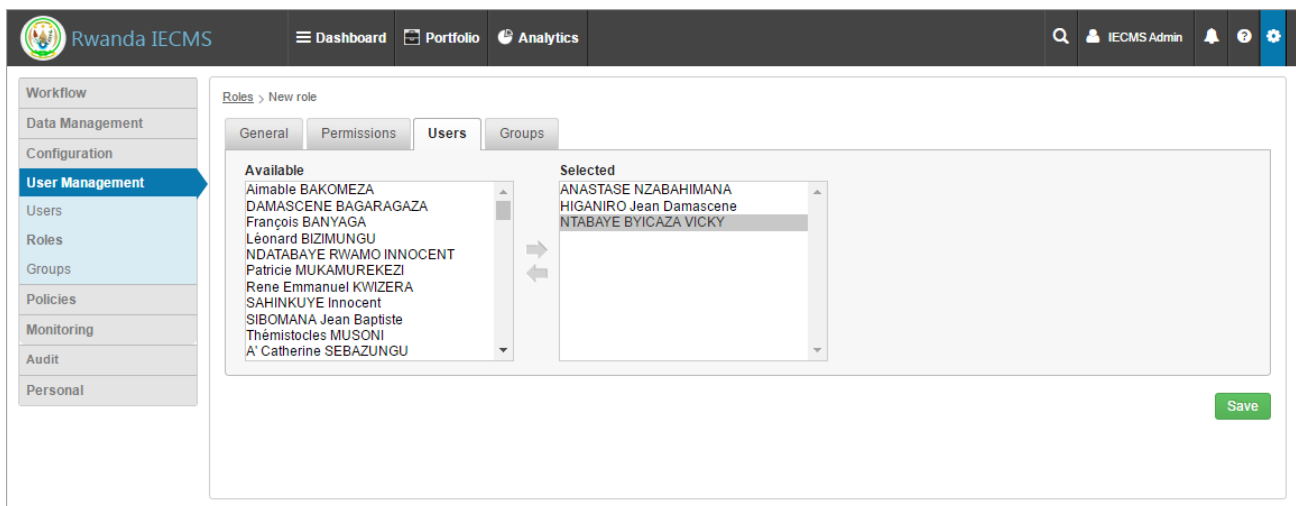 Rwanda IECMS
Dashboard Portfolio Analytics
IECMS Admin
Workflow
Data Management
Configuration
User Management
Users
Roles
Groups
Policies
Monitoring
Audit
Personal
Roles > New role
General Permissions Users Groups
Available
Aimable BAKOMEZA
DAMASCENE BAGARAGAZA
François BANYAGA
Léonard BIZIMUNGU
NDATABAYE RWAMO INNOCENT
Patricie MUKAMUREKEZI
Rene Emmanuel KWIZERA
SAHINKUYE Innocent
SIBOMANA Jean Baptiste
Thémistocles MUSONI
A' Catherine SEBAZUNGU
Selected
ANASTASE NZABAHIMANA
HIGANIRO Jean Damascene
NTABAYE BYICAZA VICKY
Save